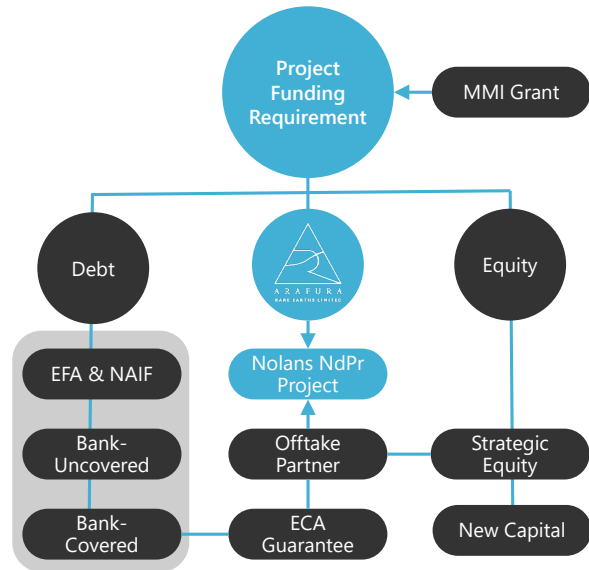 Project
Funding
Requirement
MMI Grant
Debt
ARAFURA
RARE EARTHS LIMITED
Equity
EFA & NAIF
Nolans NdPr
Project
Bank-
Uncovered
Offtake
Partner
Strategic
Equity
Bank-
Covered
ECA
Guarantee
New Capital